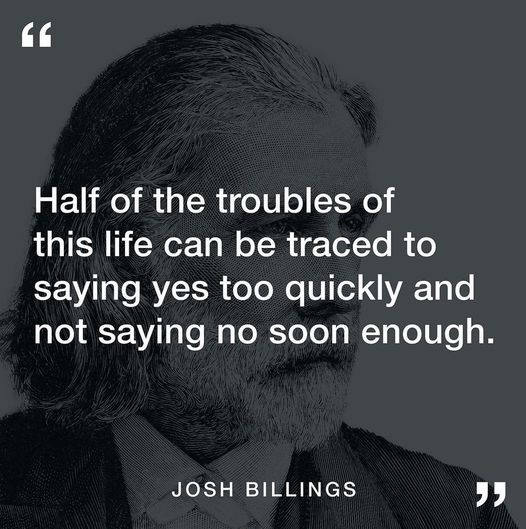 “
Half of the troubles of
this life can be traced to
saying yes too quickly and
not saying no soon enough.
JOSH BILLINGS
”